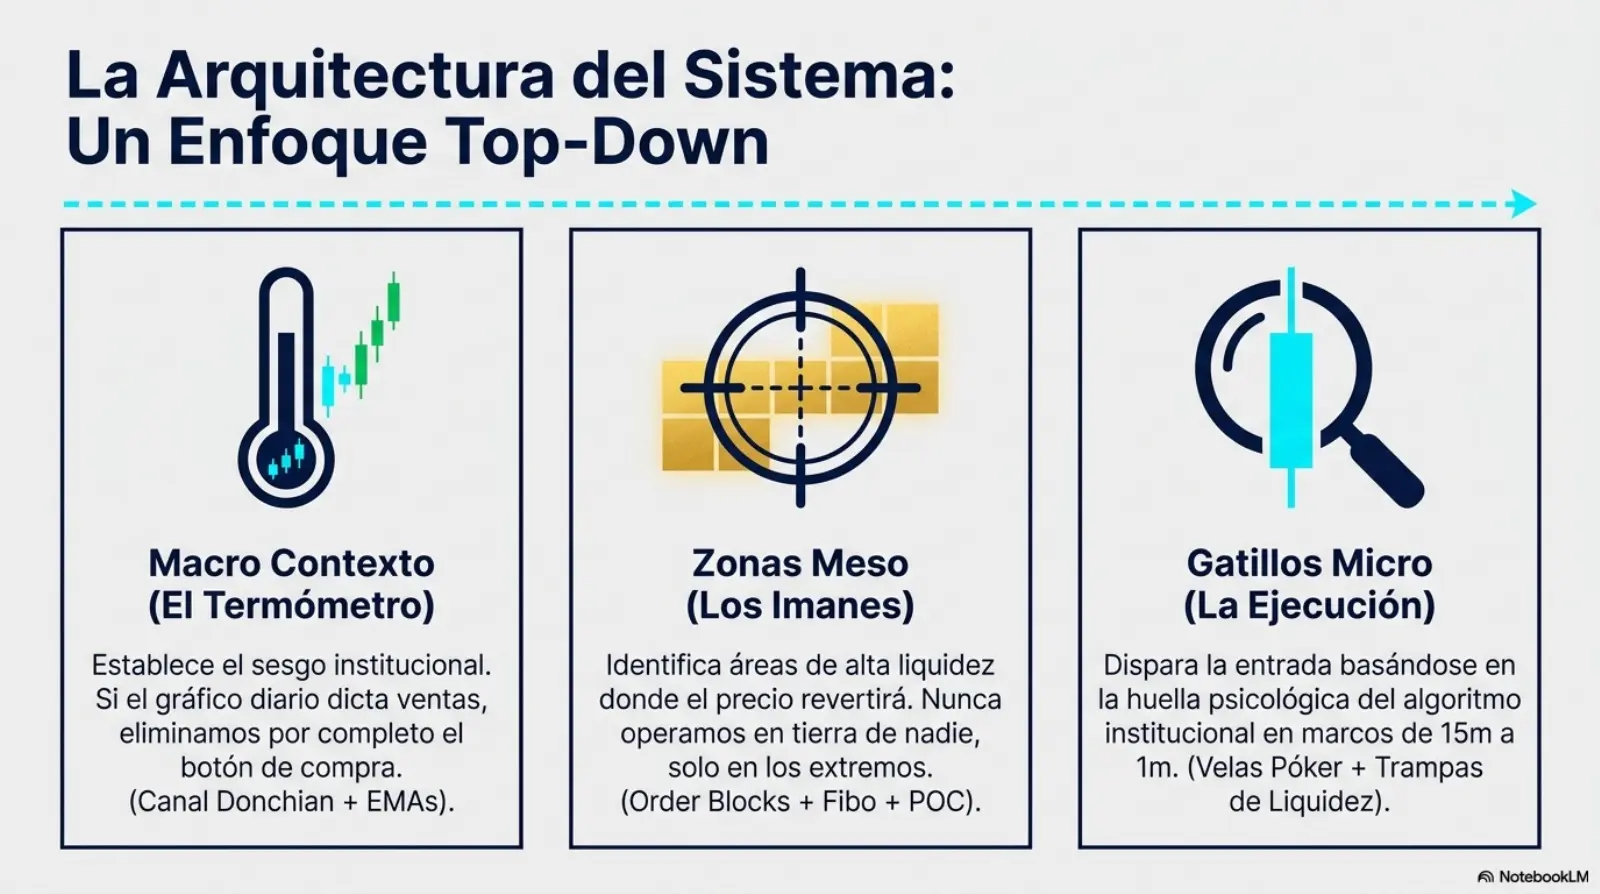 La Arquitectura del Sistema:
Un Enfoque Top-Down
Macro Contexto
(El Termómetro)
Establece el sesgo institucional.
Si el gráfico diario dicta ventas,
eliminamos por completo el
botón de compra.
(Canal Donchian + EMAs).
Zonas Meso
(Los Imanes)
Identifica áreas de alta liquidez
donde el precio revertirá. Nunca
operamos en tierra de nadie,
solo en los extremos.
(Order Blocks + Fibo + POC).
Gatillos Micro
(La Ejecución)
Dispara la entrada basándose en
la huella psicológica del algoritmo
institucional en marcos de 15m a
1m. (Velas Póker + Trampas
de Liquidez).
NotebookLM